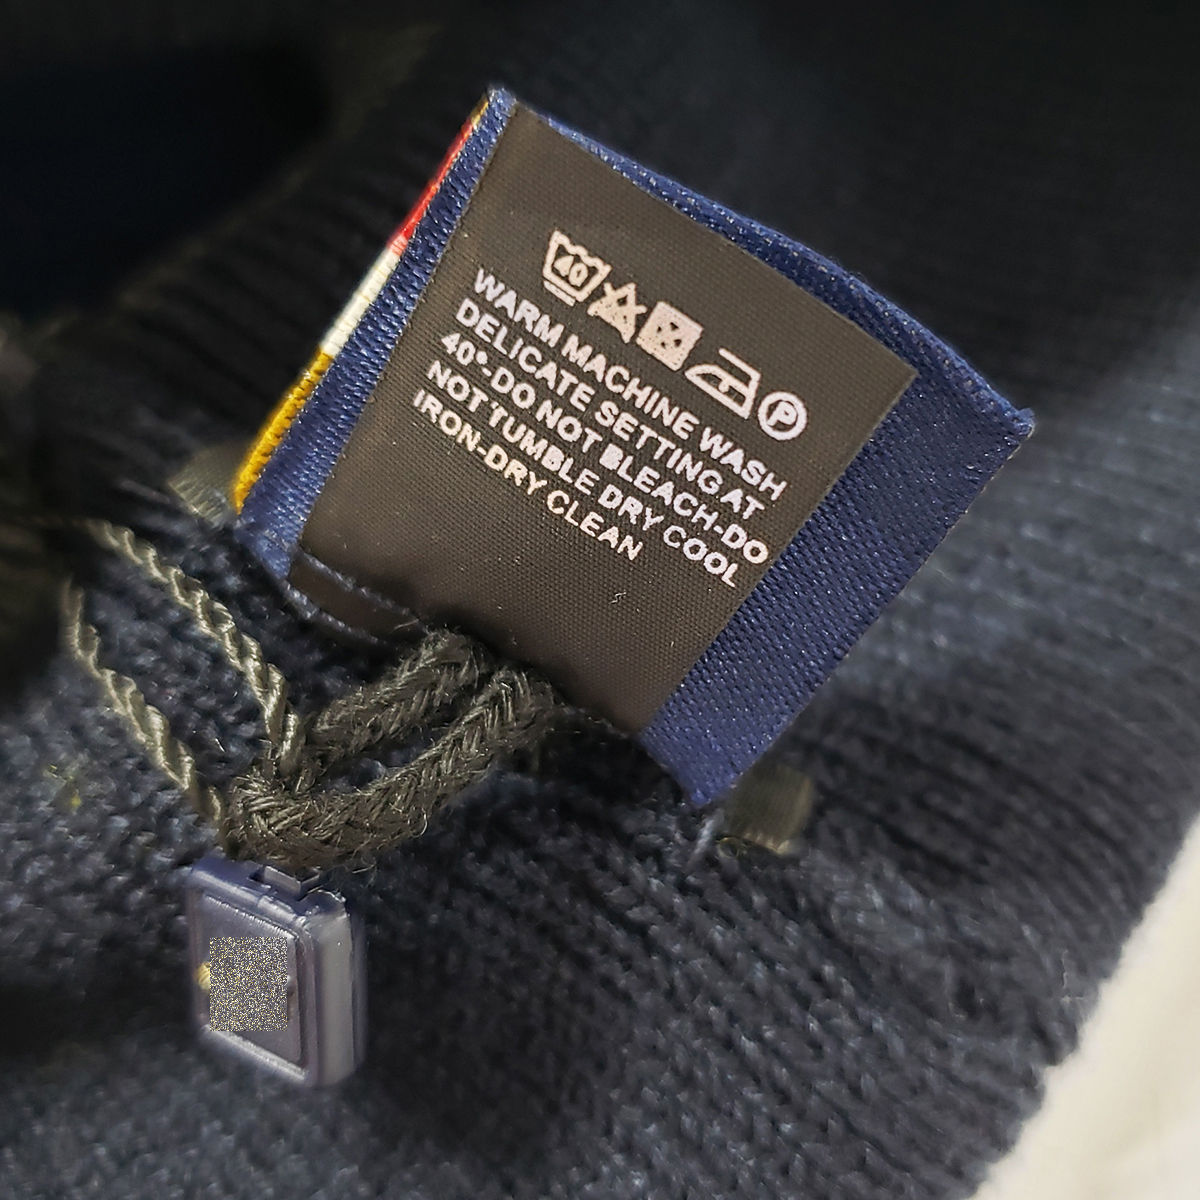 40
P
WARM MACHINE WASH
DELICATE SETTING AT
40°-DO NOT BLEACH-DO
NOT TUMBLE DRY COOL
IRON-DRY CLEAN